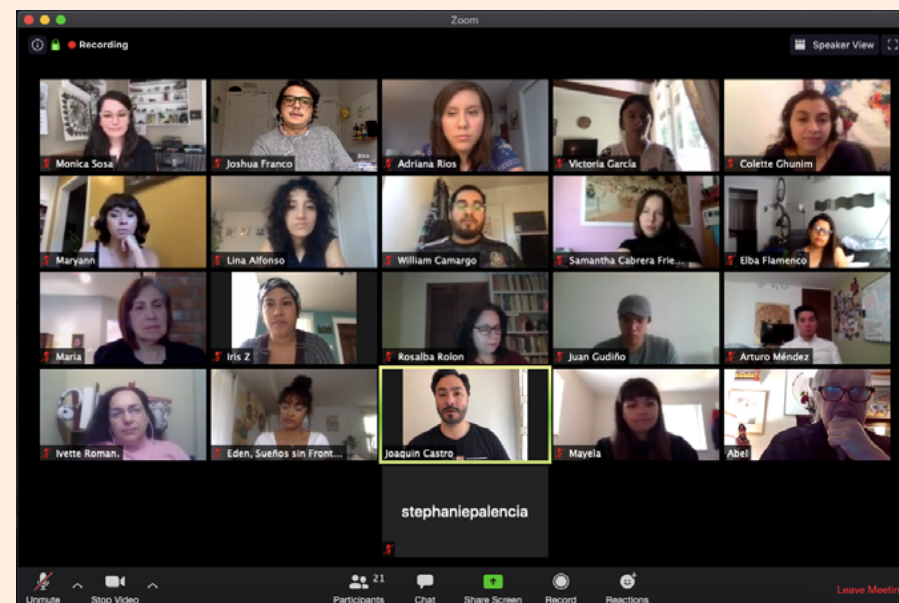 Zoom
Recording
Speaker View
Monica Sosa
Joshua Franco
Adriana Rios
Victoria García
Colette Ghunim
Maryann
Lina Alfonso
William Camargo
Samantha Cabrera Frie...
Elba Flamenco
Maria
Iris Z
Rosalba Rolon
Juan Gudiño
Arturo Méndez
Ivette Roman.
Eden, Sueños sin Front...
Joaquin Castro
Mayela
Abel
stephaniepalencia
21
Unmute
Stop Video
Participants
Chat
Share Screen
Record
Reactions
Leave Meetin